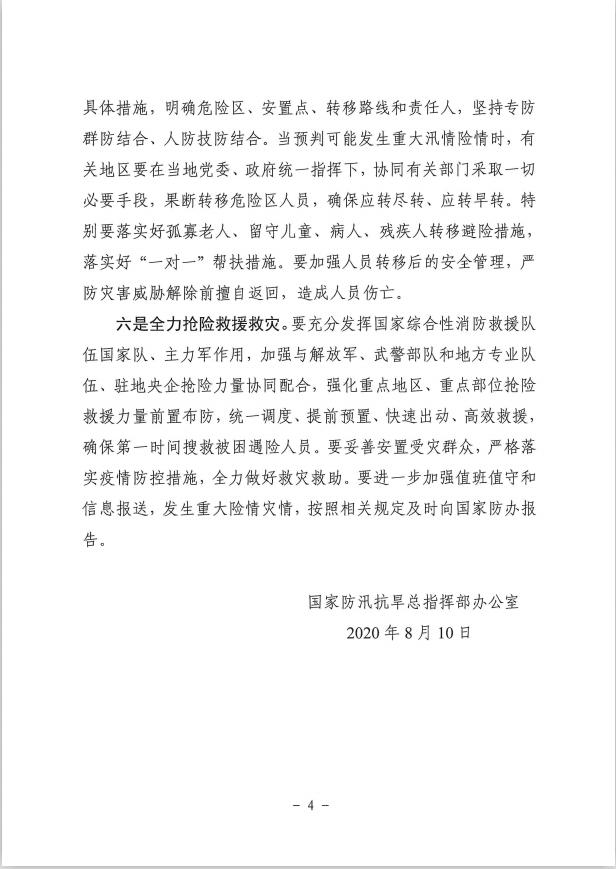 具体措施，明确危险区、安置点、转移路线和责任人，坚持专防
群防结合、人防技防结合。当预判可能发生重大汛情险情时，有
关地区要在当地党委、政府统一指挥下，协同有关部门采取一切
必要手段，果断转移危险区人员，确保应转尽转、应转早转。特
别要落实好孤寡老人、留守儿童、病人、残疾人转移避险措施，
落实好“一对一”帮扶措施。要加强人员转移后的安全管理，严
防灾害威胁解除前擅自返回，造成人员伤亡。
六是全力抢险救援救灾。要充分发挥国家综合性消防救援队
伍国家队、主力军作用，加强与解放军、武警部队和地方专业队
伍、驻地央企抢险力量协同配合，强化重点地区、重点部位抢险
救援力量前置布防，统一调度、提前预置、快速出动、高效救援，
确保第一时间搜救被困遇险人员。要妥善安置受灾群众，严格落
实疫情防控措施，全力做好救灾救助。要进一步加强值班值守和
信息报送，发生重大险情灾情，按照相关规定及时向国家防办报
告。
国家防汛抗旱总指挥部办公室
2020 年 8 月 10 日
– 4 –